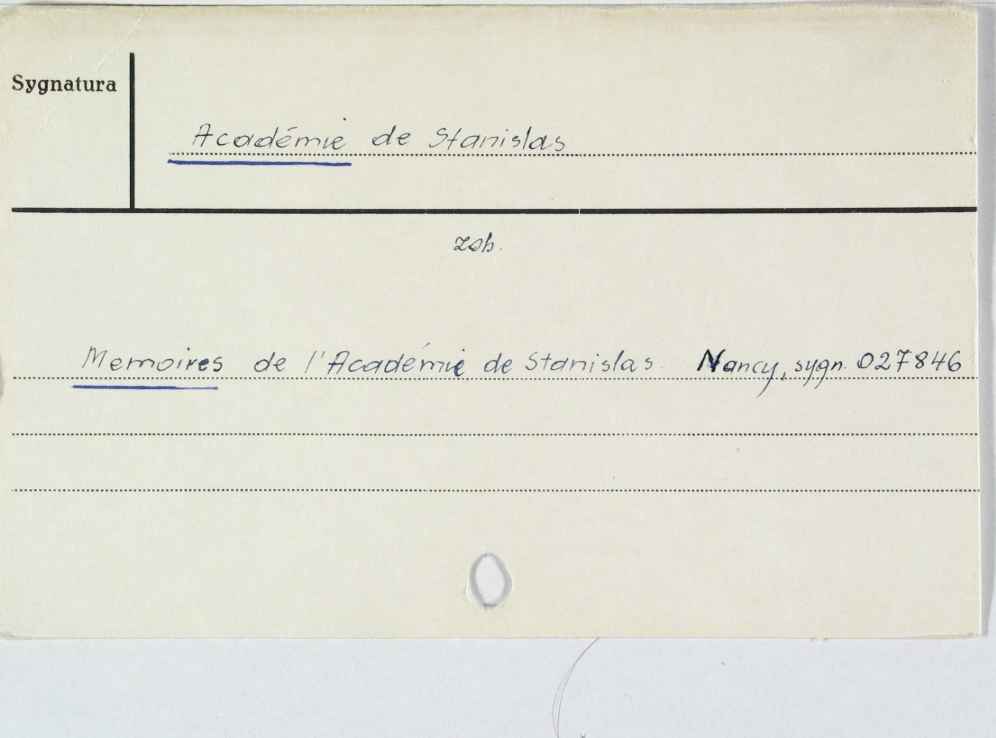 Sygnatura
Académie de Stanislas
zob.
Memoires de l'Académie de Stanislas. Nancy, sygn. 027846